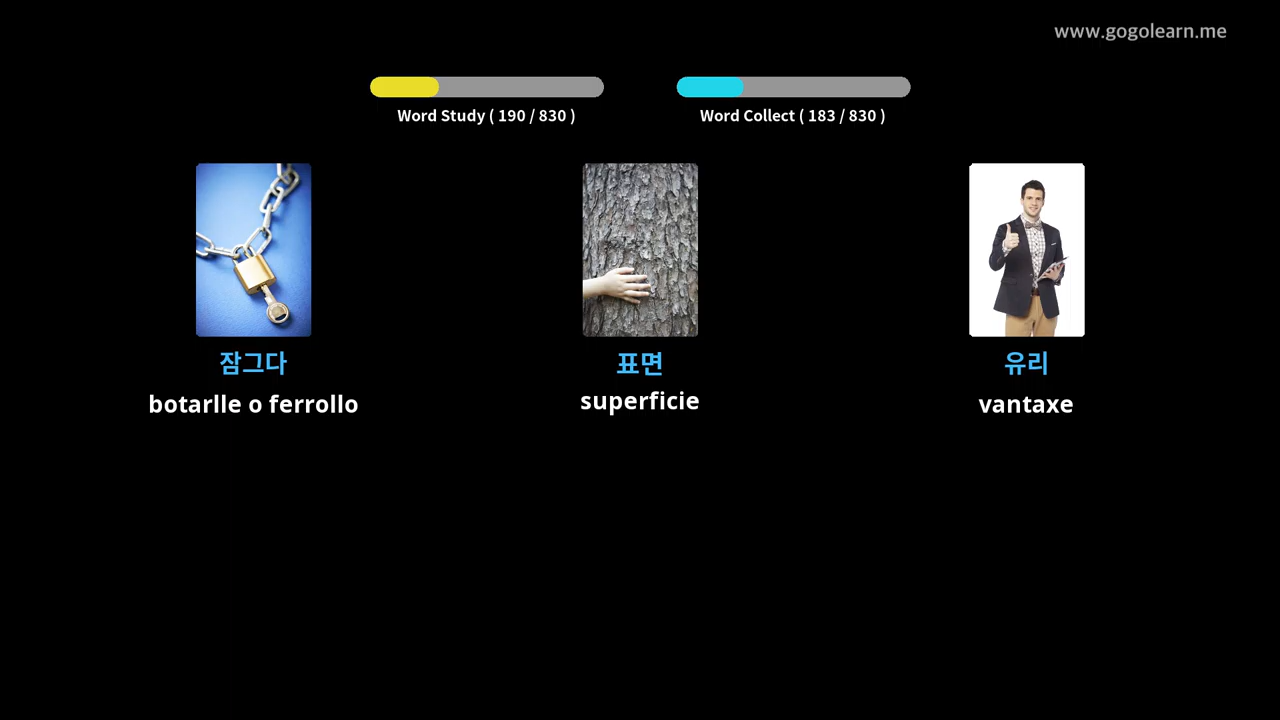 www.gogolearn.me
Word Study ( 190 / 830 )
Word Collect ( 183 / 830 )
잠그다
표면
유리
botarlle o ferrollo
superficie
vantaxe